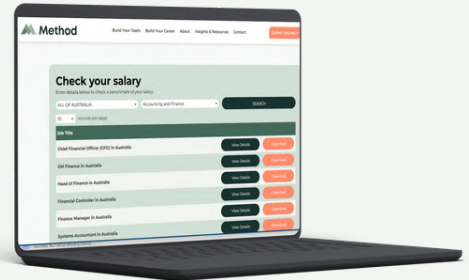 Method
Build Your Team Build Your Career About Insights & Resources Contact
SUBMIT VACANCY
Check your salary
Enter details below to check a benchmark of your salary.
ALL OF AUSTRALIA Accounting and Finance SEARCH
10 records per page
Job Title
Chief Financial Officer (CFO) in Australia View Details Download
GM Finance in Australia View Details Download
Head of Finance in Australia View Details Download
Financial Controller in Australia View Details Download
Finance Manager in Australia View Details Download
Systems Accountant in Australia View Details Download